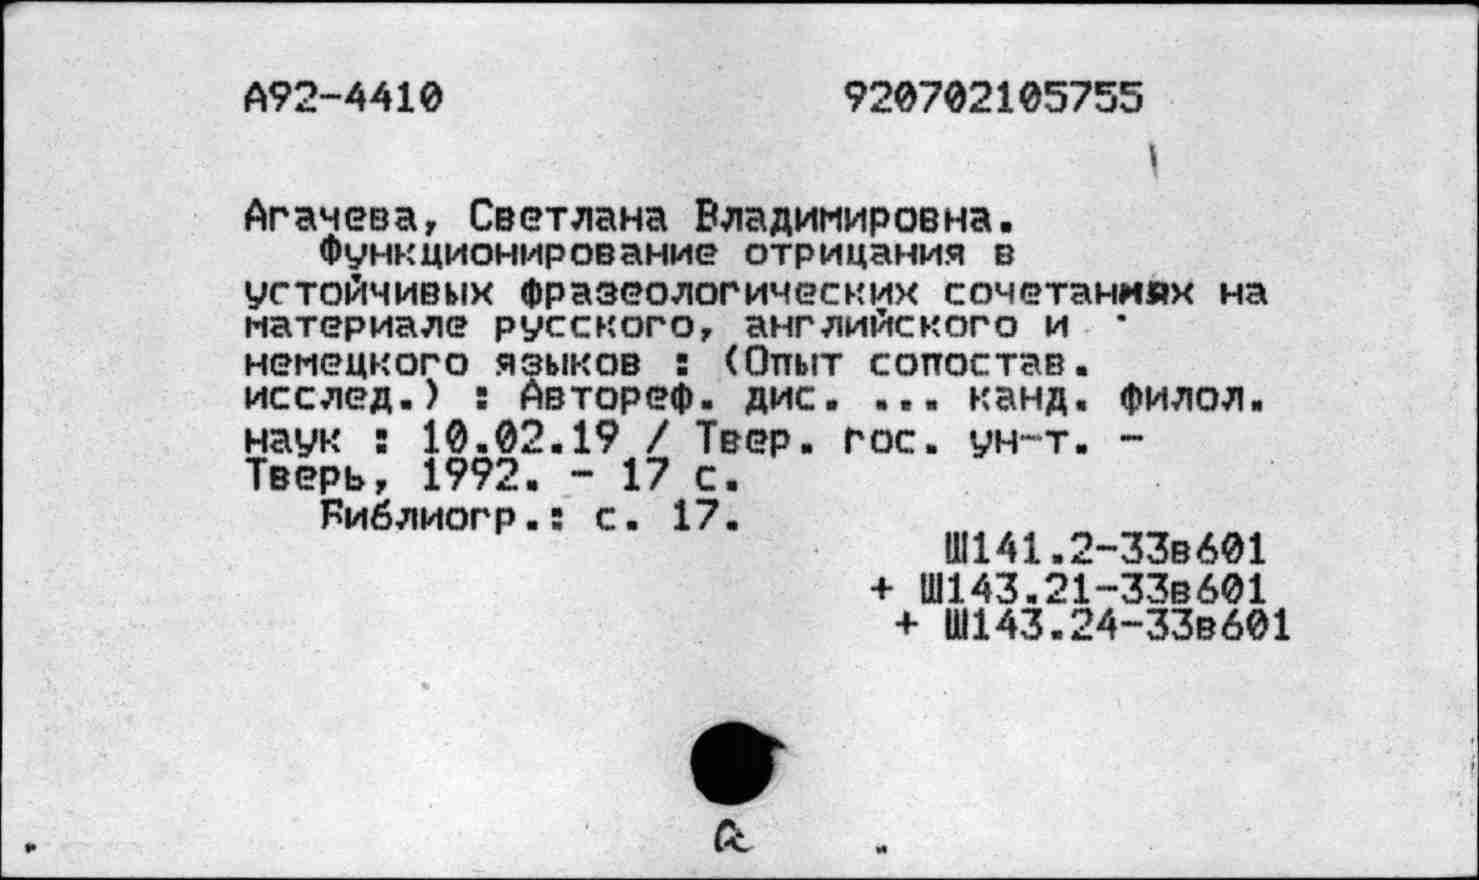 А92-4410 920702105755
Агачева, Светлана Владимировна.
Функционирование отрицания в
устойчивых фразеологических сочетаниях на
материале русского, английского и
немецкого языков : (Опыт сопостав.
исслед.) : Автореф. дис. ... канд. филол.
наук : 10.02.19 / Твер. гос. ун-т. -
Тверь, 1992. - 17 с.
Библиогр.: с. 17.
Ш141.2-33в601
+ Ш143.21-33в601
+ Ш143.24-33в601